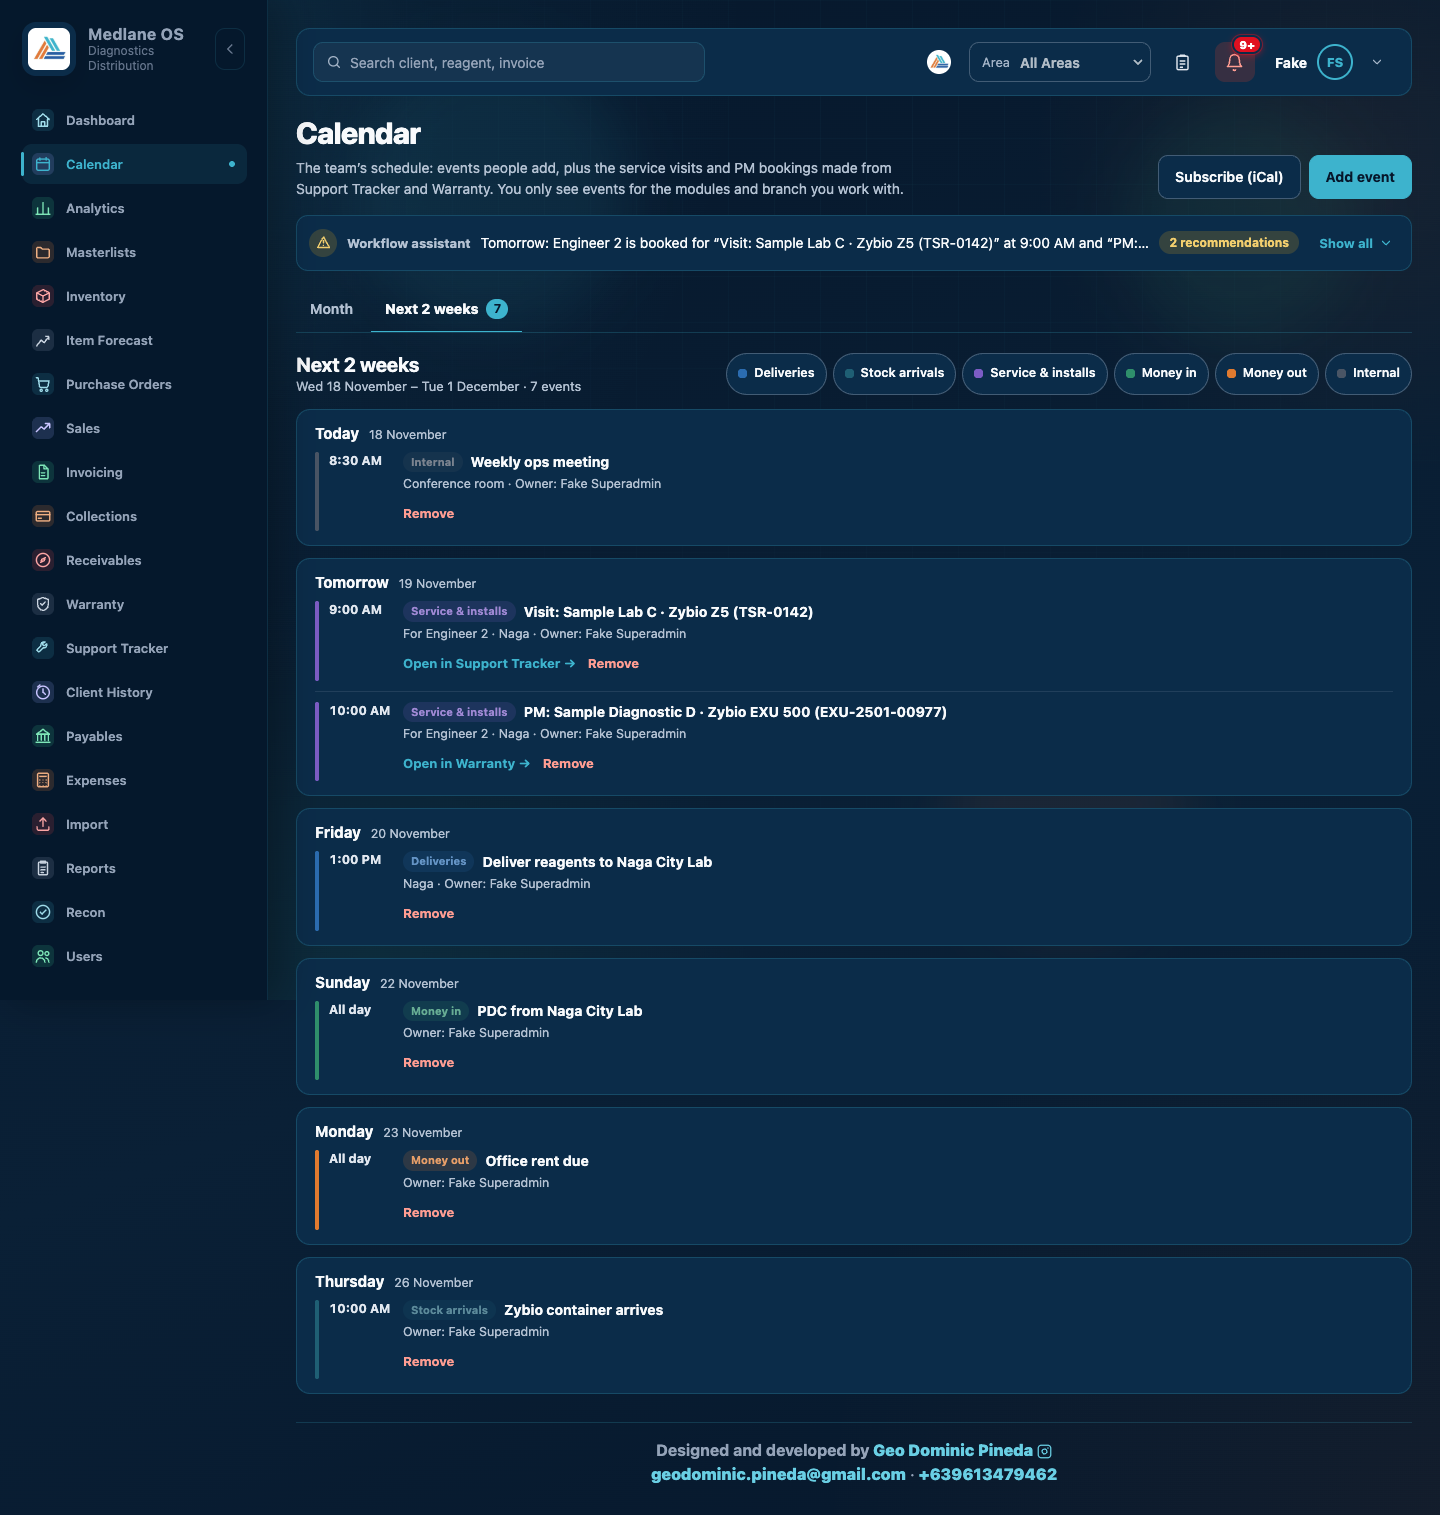 Medlane OS
Diagnostics
Distribution
Dashboard
Calendar
Analytics
Masterlists
Inventory
Item Forecast
Purchase Orders
Sales
Invoicing
Collections
Receivables
Warranty
Support Tracker
Client History
Payables
Expenses
Import
Reports
Recon
Users
Search client, reagent, invoice
Area All Areas
9+
Fake FS
Calendar
The team’s schedule: events people add, plus the service visits and PM bookings made from
Support Tracker and Warranty. You only see events for the modules and branch you work with.
Subscribe (iCal) Add event
Workflow assistant Tomorrow: Engineer 2 is booked for “Visit: Sample Lab C · Zybio Z5 (TSR-0142)” at 9:00 AM and “PM:... 2 recommendations Show all
Month Next 2 weeks 7
Next 2 weeks
Wed 18 November – Tue 1 December · 7 events
Deliveries Stock arrivals Service & installs Money in Money out Internal
Today 18 November
8:30 AM Internal Weekly ops meeting
Conference room · Owner: Fake Superadmin
Remove
Tomorrow 19 November
9:00 AM Service & installs Visit: Sample Lab C · Zybio Z5 (TSR-0142)
For Engineer 2 · Naga · Owner: Fake Superadmin
Open in Support Tracker → Remove
10:00 AM Service & installs PM: Sample Diagnostic D · Zybio EXU 500 (EXU-2501-00977)
For Engineer 2 · Naga · Owner: Fake Superadmin
Open in Warranty → Remove
Friday 20 November
1:00 PM Deliveries Deliver reagents to Naga City Lab
Naga · Owner: Fake Superadmin
Remove
Sunday 22 November
All day Money in PDC from Naga City Lab
Owner: Fake Superadmin
Remove
Monday 23 November
All day Money out Office rent due
Owner: Fake Superadmin
Remove
Thursday 26 November
10:00 AM Stock arrivals Zybio container arrives
Owner: Fake Superadmin
Remove
Designed and developed by Geo Dominic Pineda
geodominic.pineda@gmail.com · +639613479462